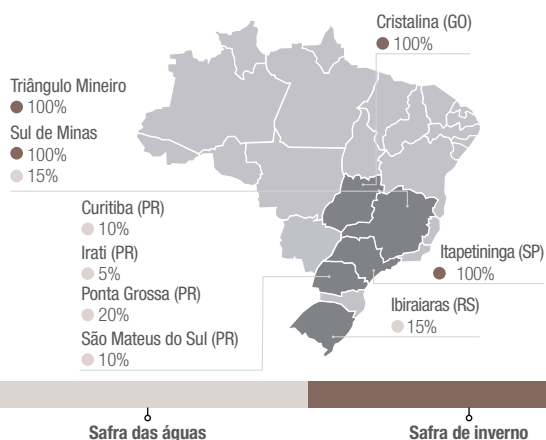 Cristalina (GO)
100%
Triângulo Mineiro
100%
Sul de Minas
100%
15%
Curitiba (PR)
10%
Irati (PR)
5%
Ponta Grossa (PR)
20%
São Mateus do Sul (PR)
10%
Itapetininga (SP)
100%
Ibiraiaras (RS)
15%
Safra das águas
Safra de inverno